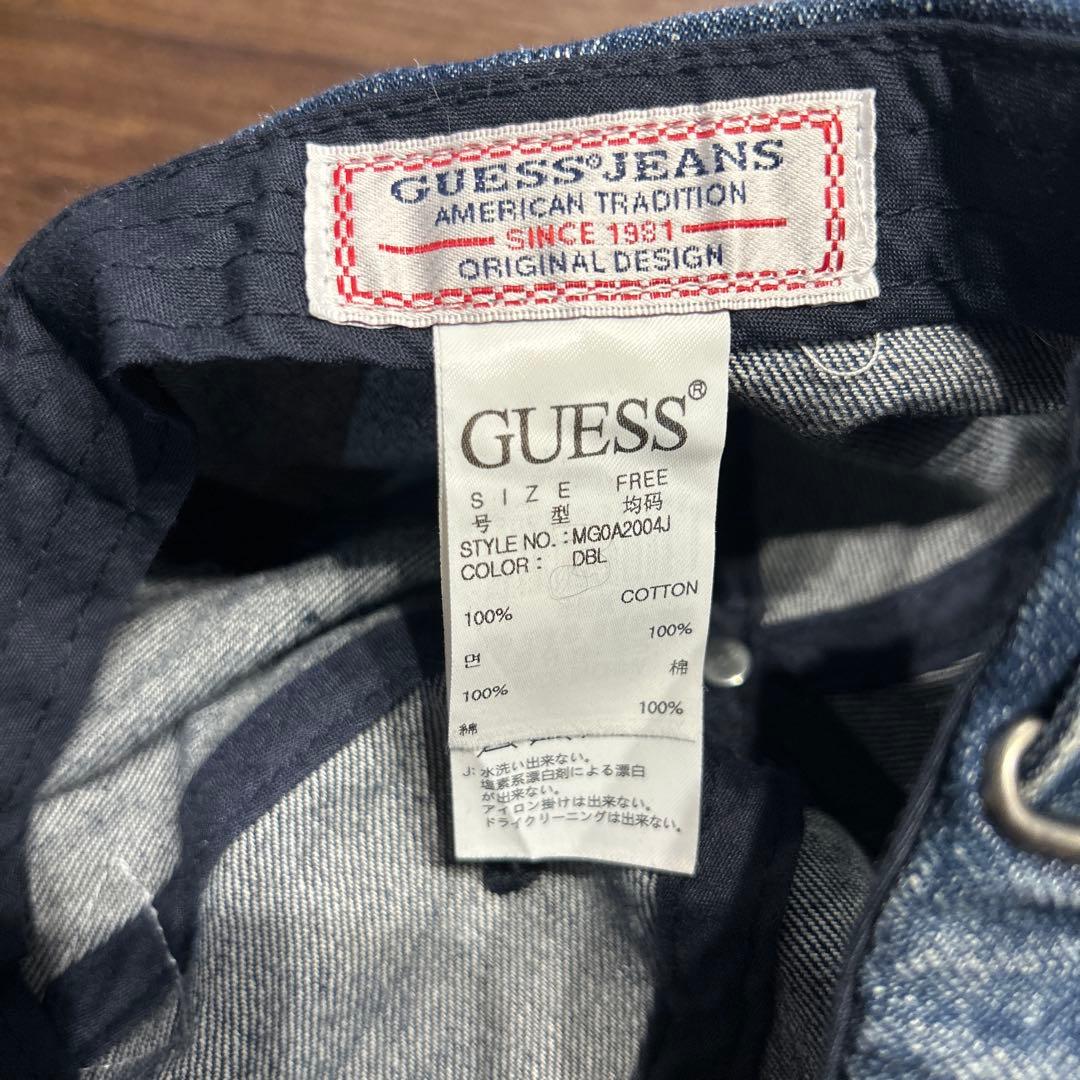 GUESS®JEANS
AMERICAN TRADITION
SINCE 1981
ORIGINAL DESIGN
GUESS®
SIZE FREE
号 型 均码
STYLE NO. : MG0A2004J
COLOR : DBL
COTTON
100%
100%
면
棉
100%
100%
綿
J: 水洗い出来ない。
塩素系漂白剤による漂白
が出来ない。
アイロン掛けは出来ない。
ドライクリーニングは出来ない。